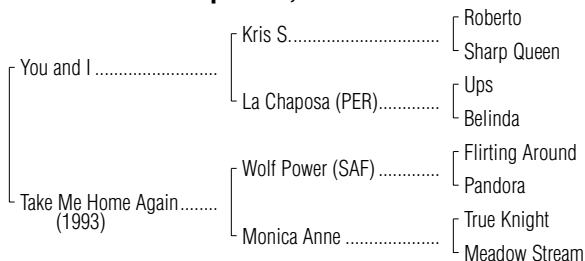 Roberto
Kris S.
Sharp Queen
You and I
Ups
La Chaposa (PER)
Belinda
Flirting Around
Wolf Power (SAF)
Pandora
Take Me Home Again
(1993)
True Knight
Monica Anne
Meadow Stream